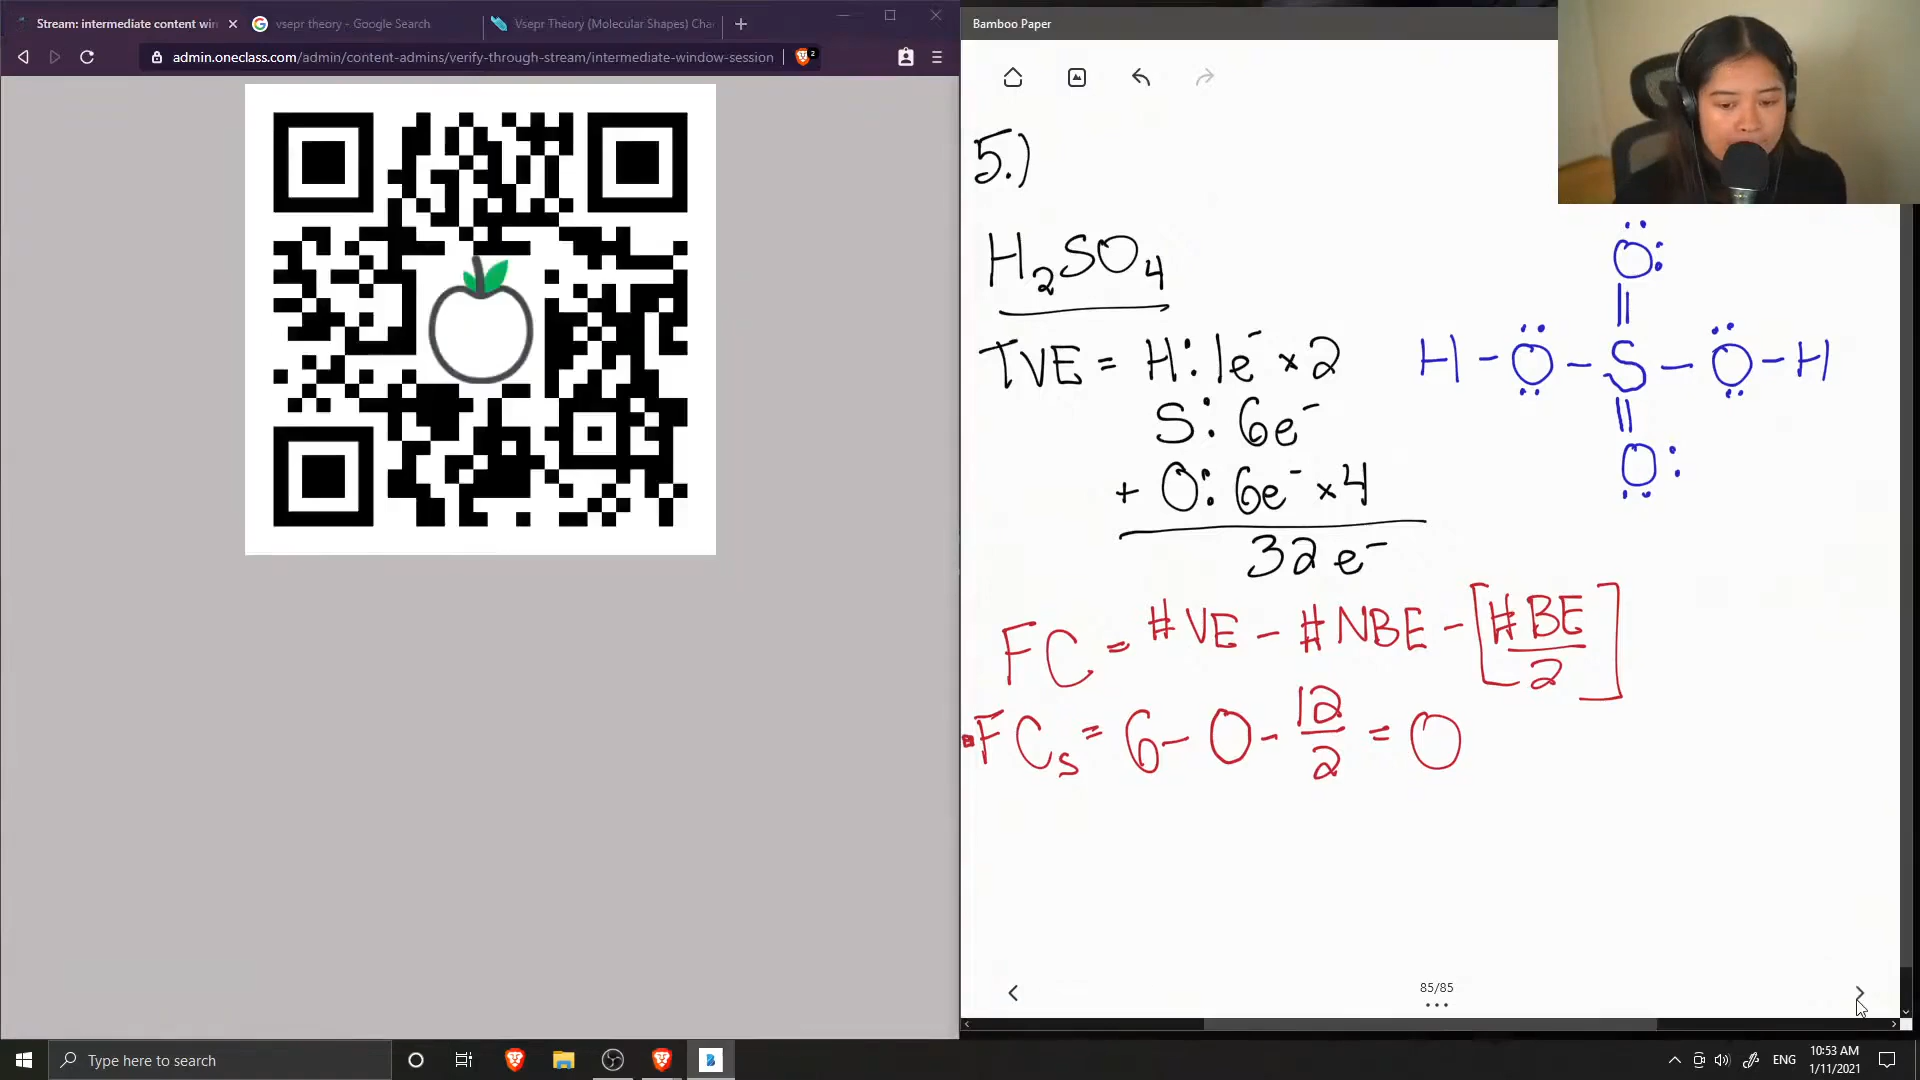 Stream: intermediate content win
vsepr theory - Google Search
Vsepr Theory (Molecular Shapes) Cha
admin.oneclass.com/admin/content-admins/verify-through-stream/intermediate-window-session
2
Bamboo Paper
5.)
H₂SO₄
TVE = H: 1e⁻ × 2
S: 6e⁻
+ O: 6e⁻ × 4
32 e⁻
O
H - O - S - O - H
O
FC = #VE - #NBE - [#BE/2]
FCs = 6 - 0 - 12/2 = 0
85/85
Type here to search
ENG
10:53 AM
1/11/2021